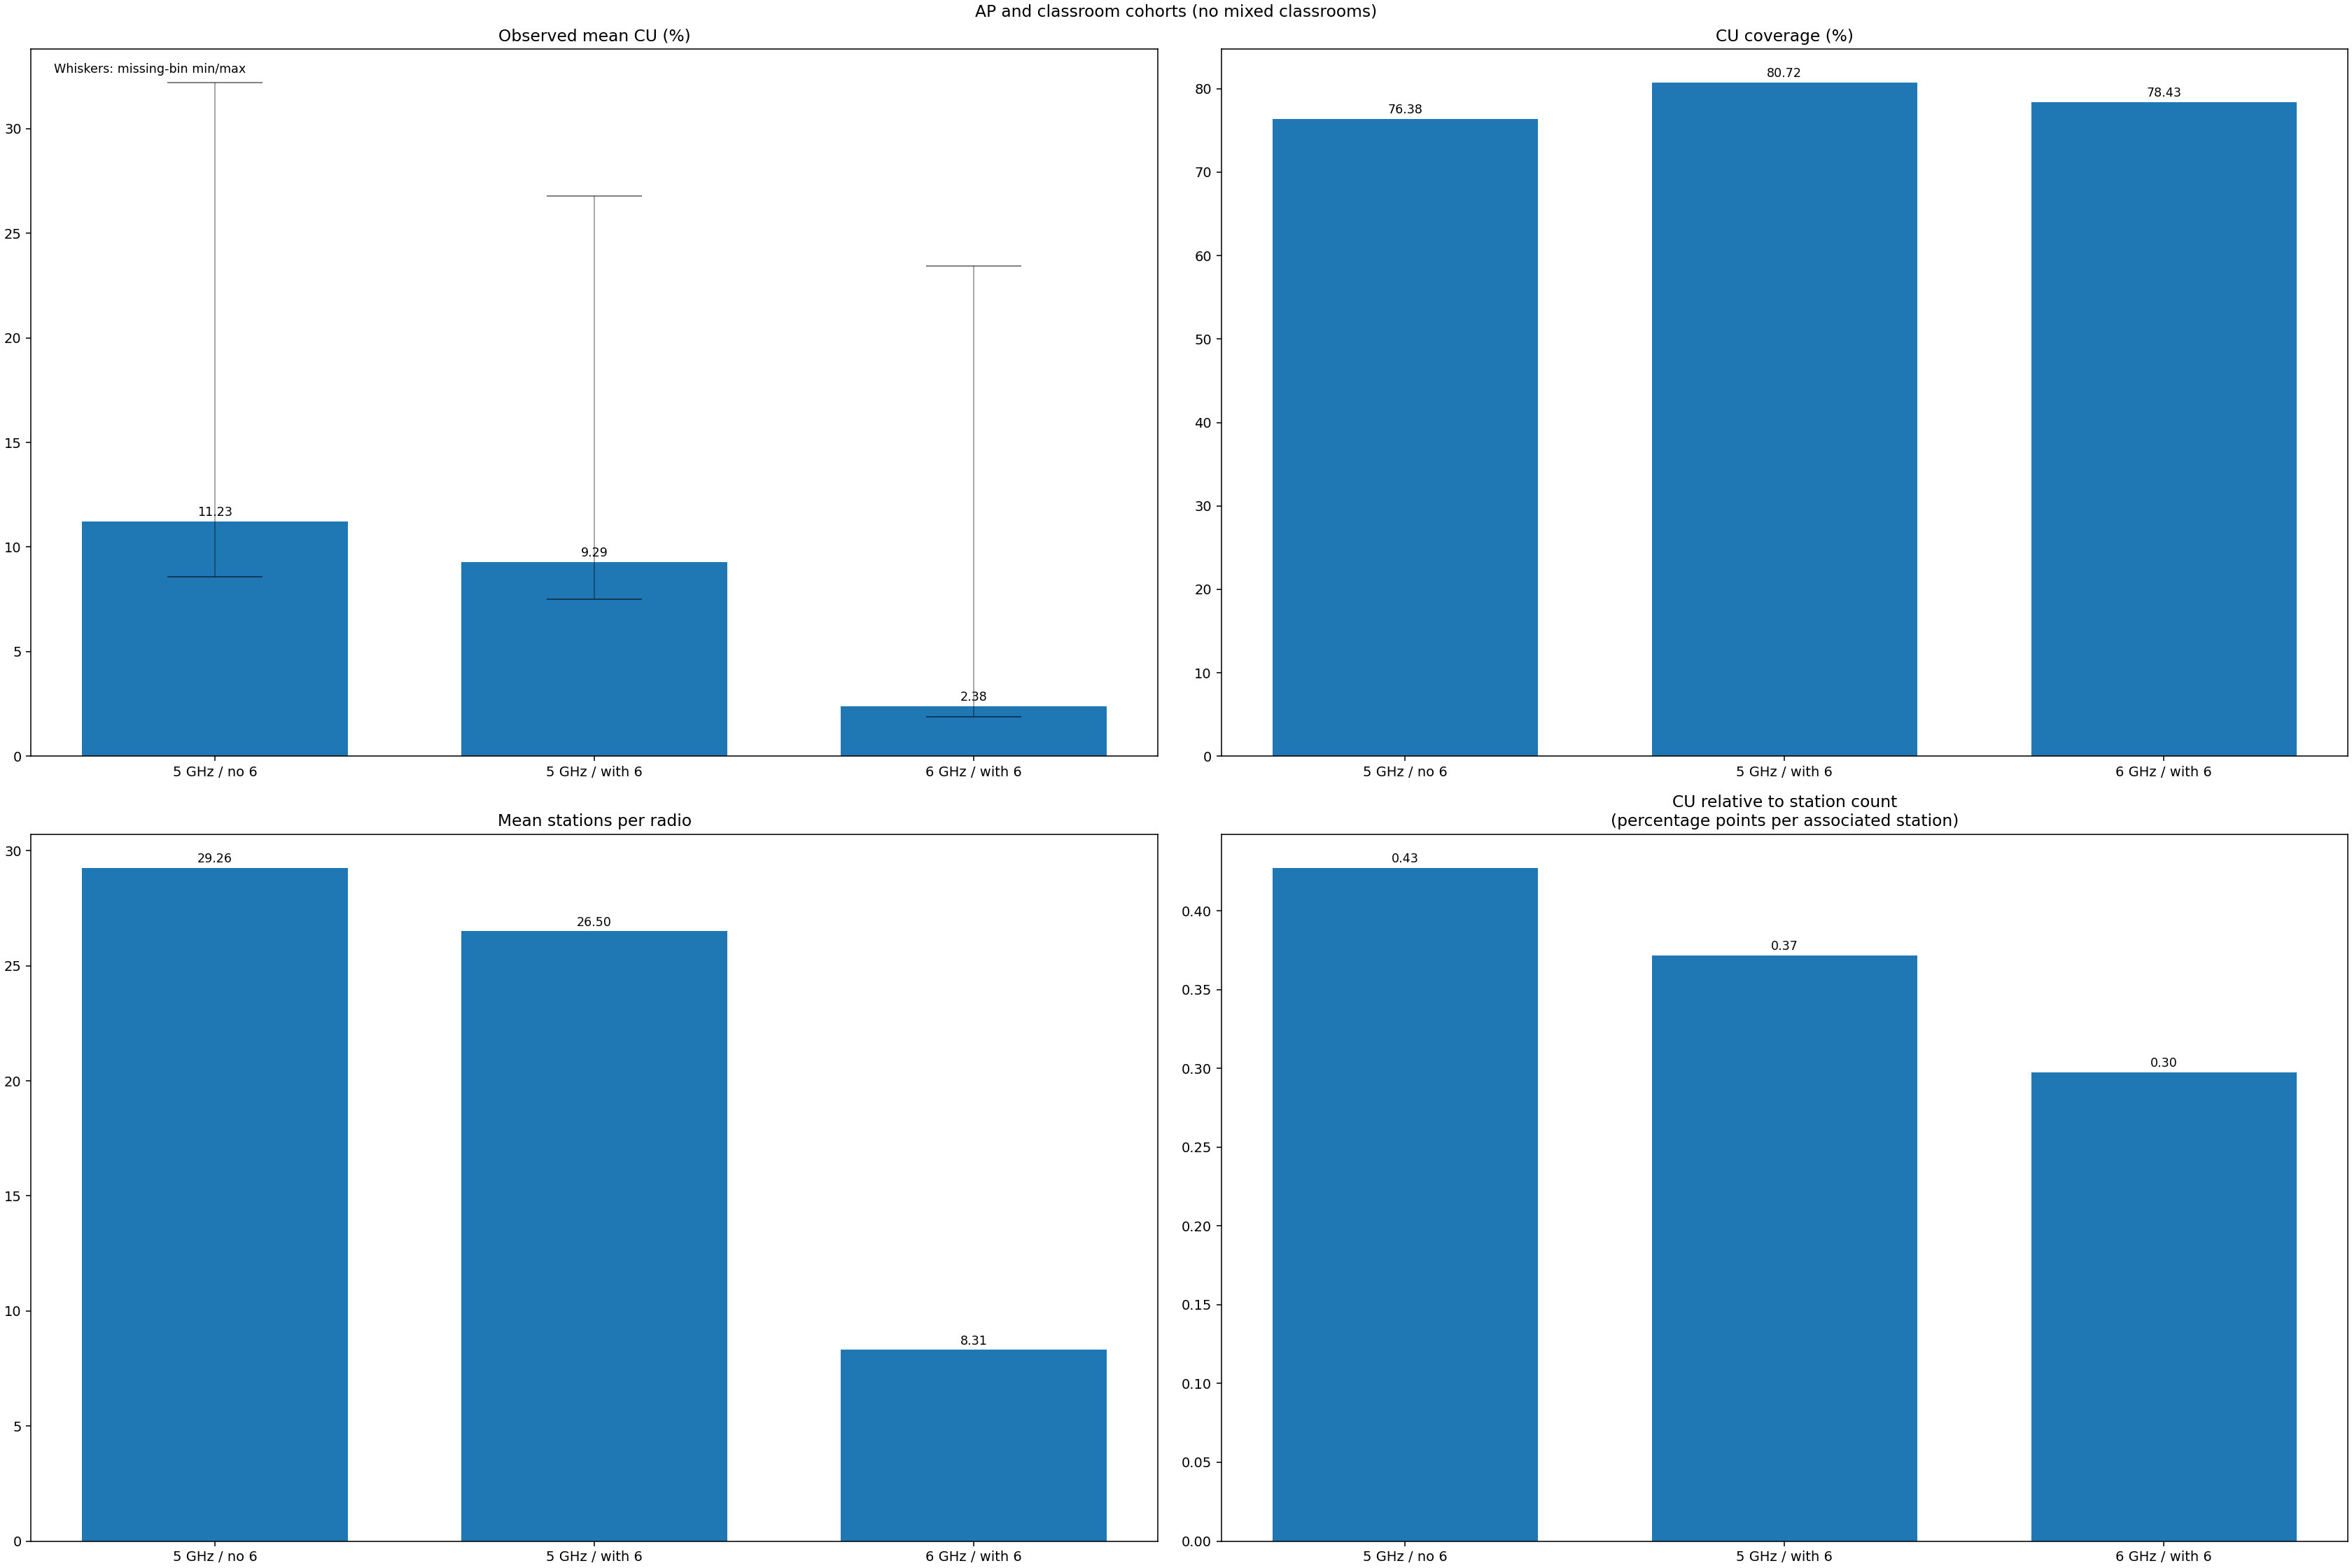 AP and classroom cohorts (no mixed classrooms)
Observed mean CU (%)
Whiskers: missing-bin min/max
30
25
20
15
10
5
0
11.23
9.29
2.38
5 GHz / no 6
5 GHz / with 6
6 GHz / with 6
CU coverage (%)
80
70
60
50
40
30
20
10
0
76.38
80.72
78.43
5 GHz / no 6
5 GHz / with 6
6 GHz / with 6
Mean stations per radio
30
25
20
15
10
5
0
29.26
26.50
8.31
5 GHz / no 6
5 GHz / with 6
6 GHz / with 6
CU relative to station count
(percentage points per associated station)
0.40
0.35
0.30
0.25
0.20
0.15
0.10
0.05
0.00
0.43
0.37
0.30
5 GHz / no 6
5 GHz / with 6
6 GHz / with 6